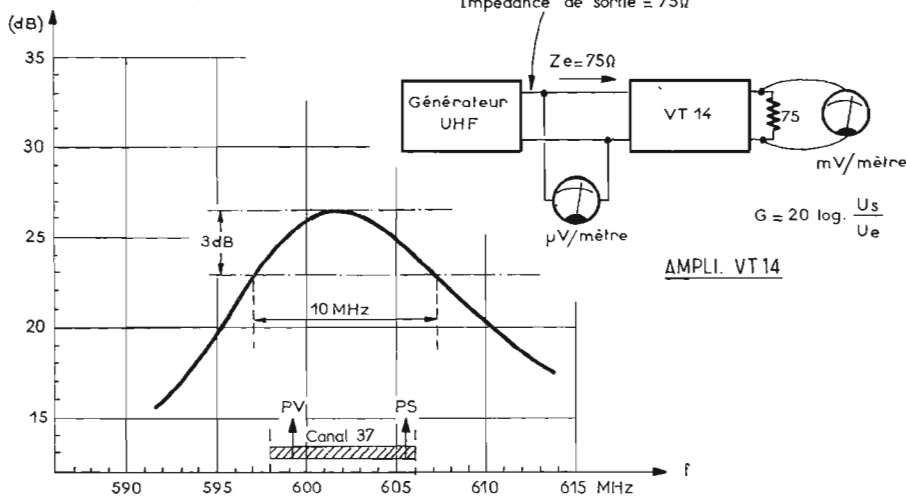 Impédance de sortie = 75Ω
(dB)
35
30
25
20
15
Ze = 75Ω
Générateur
UHF
VT 14
75
mV/mètre
µV/mètre
G = 20 log. Us
Ue
AMPLI. VT 14
3dB
10 MHz
PV
PS
Canal 37
f
590
595
600
605
610
615 MHz